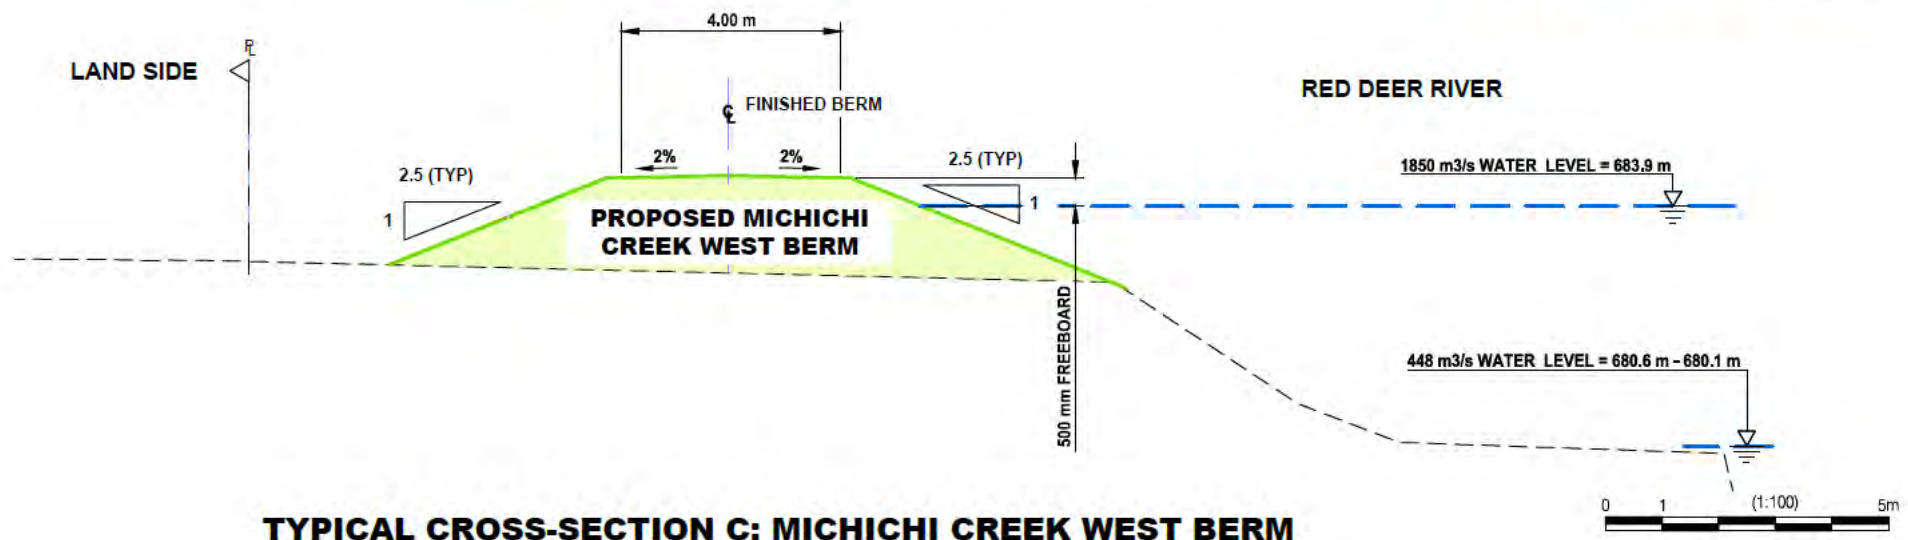 4.00 m
PL
LAND SIDE
RED DEER RIVER
CL FINISHED BERM
2% 2%
2.5 (TYP)
1
2.5 (TYP)
1
1850 m3/s WATER LEVEL = 683.9 m
PROPOSED MICHICHI
CREEK WEST BERM
500 mm FREEBOARD
448 m3/s WATER LEVEL = 680.6 m - 680.1 m
0 1 (1:100) 5m
TYPICAL CROSS-SECTION C: MICHICHI CREEK WEST BERM